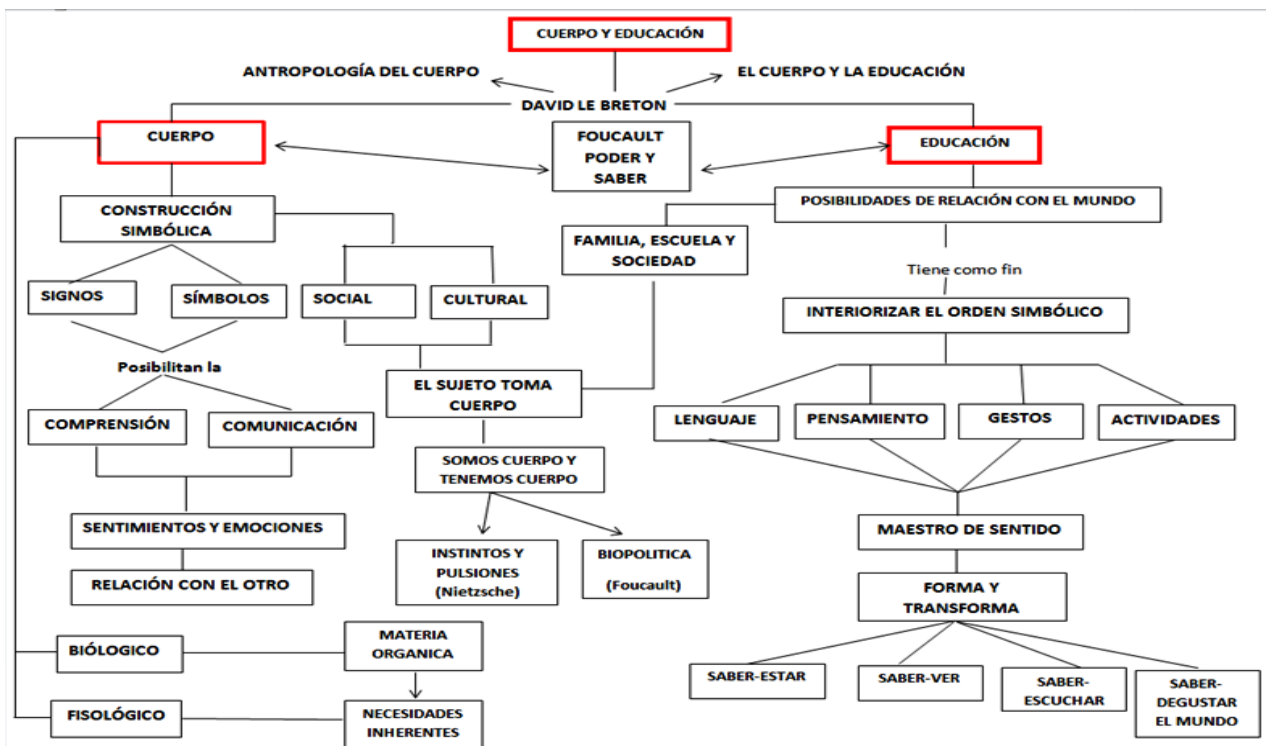 CUERPO Y EDUCACIÓN
ANTROPOLOGÍA DEL CUERPO
EL CUERPO Y LA EDUCACIÓN
DAVID LE BRETON
CUERPO
FOUCAULT
PODER Y
SABER
EDUCACIÓN
CONSTRUCCIÓN
SIMBÓLICA
POSIBILIDADES DE RELACIÓN CON EL MUNDO
FAMILIA, ESCUELA Y
SOCIEDAD
Tiene como fin
SIGNOS
SÍMBOLOS
SOCIAL
CULTURAL
INTERIORIZAR EL ORDEN SIMBÓLICO
Posibilitan la
EL SUJETO TOMA
CUERPO
COMPRENSIÓN
COMUNICACIÓN
LENGUAJE
PENSAMIENTO
GESTOS
ACTIVIDADES
SOMOS CUERPO Y
TENEMOS CUERPO
SENTIMIENTOS Y EMOCIONES
MAESTRO DE SENTIDO
INSTINTOS Y
PULSIONES
(Nietzsche)
BIOPOLITICA
(Foucault)
RELACIÓN CON EL OTRO
FORMA Y
TRANSFORMA
BIÓLOGICO
MATERIA
ORGANICA
SABER-ESTAR
SABER-VER
SABER-
ESCUCHAR
SABER-
DEGUSTAR
EL MUNDO
FISOLÓGICO
NECESIDADES
INHERENTES